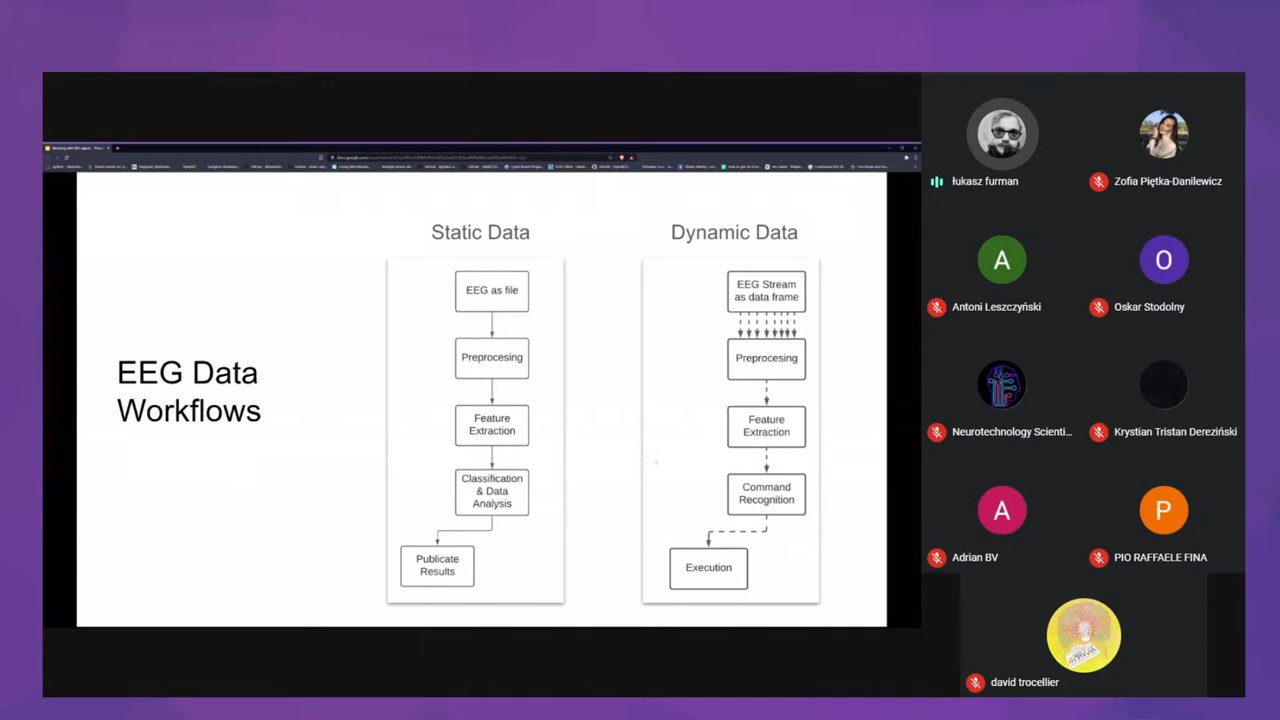 Static Data
Dynamic Data
EEG Data
Workflows
EEG as file
Preprocesing
Feature
Extraction
Classification
& Data
Analysis
Publicate
Results
EEG Stream
as data frame
Preprocesing
Feature
Extraction
Command
Recognition
Execution
łukasz furman
Zofia Piętka-Danilewicz
A
Antoni Leszczyński
O
Oskar Stodolny
Neurotechnology Scienti...
Krystian Tristan Dereziński
A
Adrian BV
P
PIO RAFFAELE FINA
david trocellier